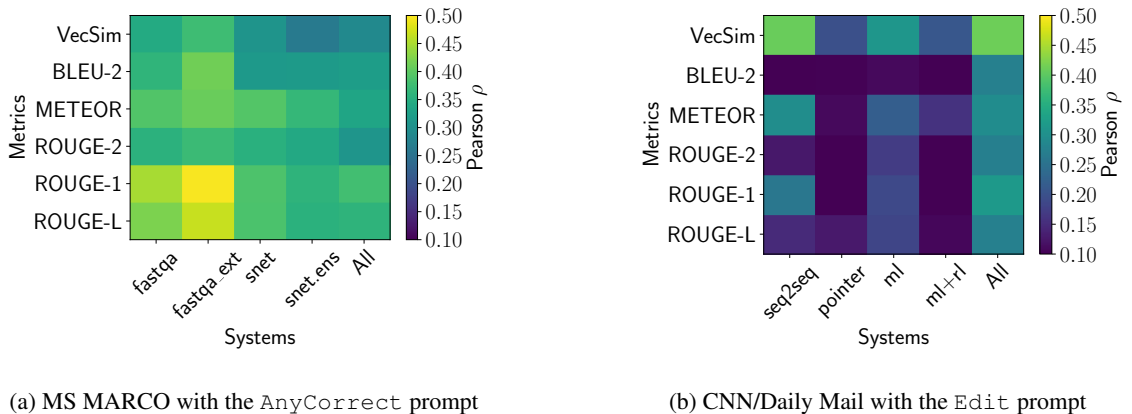 VecSim
BLEU-2
METEOR
ROUGE-2
ROUGE-1
ROUGE-L
Metrics
fastqa
fastqa_ext
snet
snet.ens
All
Systems
0.50
0.45
0.40
0.35
0.30
0.25
0.20
0.15
0.10
Pearson ρ
(a) MS MARCO with the AnyCorrect prompt
VecSim
BLEU-2
METEOR
ROUGE-2
ROUGE-1
ROUGE-L
Metrics
seq2seq
pointer
ml
ml+rl
All
Systems
0.50
0.45
0.40
0.35
0.30
0.25
0.20
0.15
0.10
Pearson ρ
(b) CNN/Daily Mail with the Edit prompt